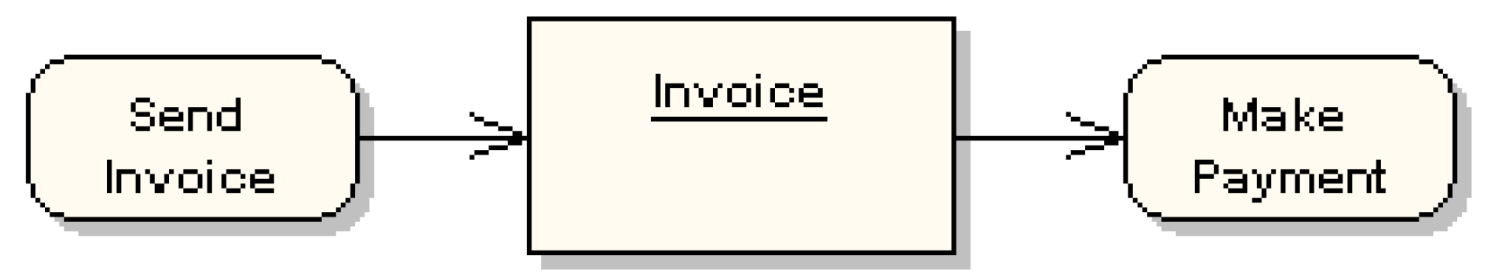 Send
Invoice
Invoice
Make
Payment